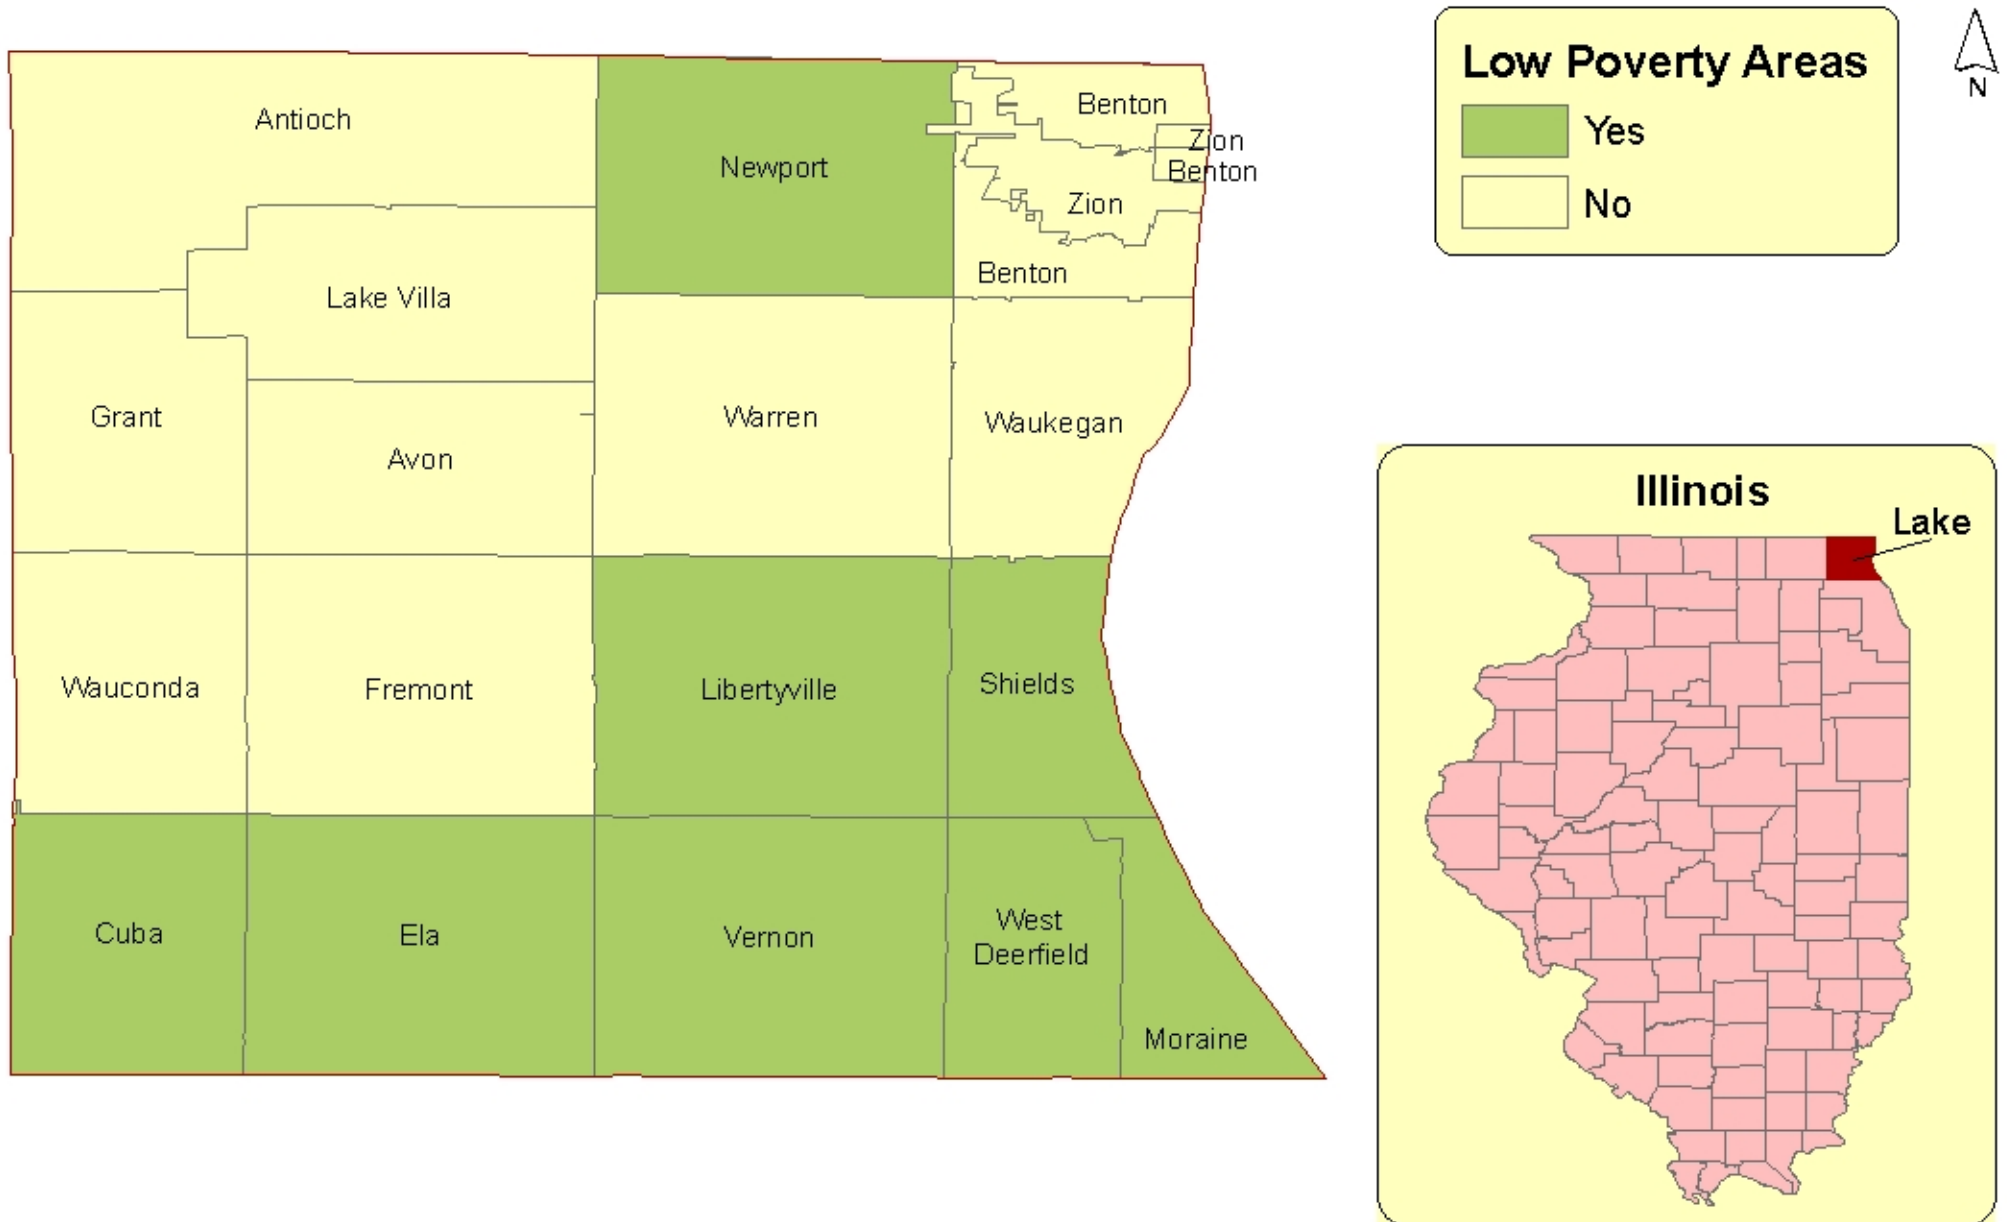 Antioch
Newport
Benton
Zion
Benton
Zion
Benton
Lake Villa
Grant
Avon
Warren
Waukegan
Wauconda
Fremont
Libertyville
Shields
Cuba
Ela
Vernon
West
Deerfield
Moraine
Low Poverty Areas
Yes
No
N
Illinois
Lake